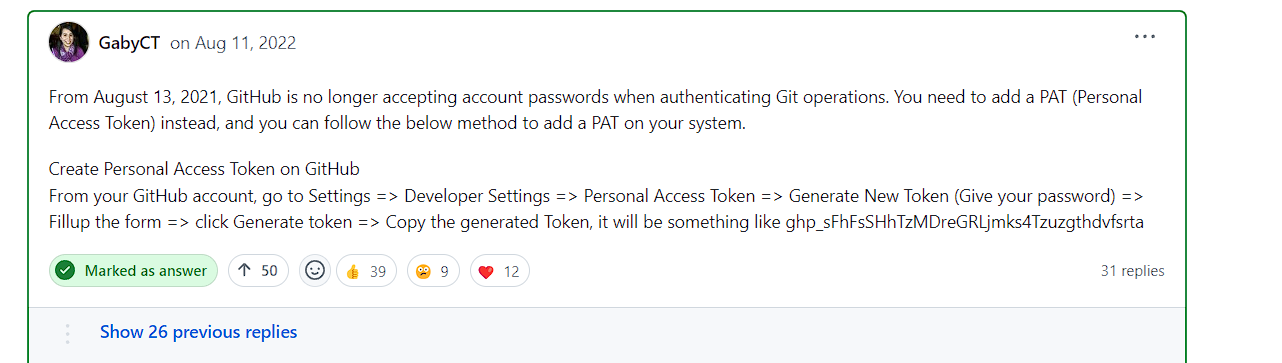 GabyCT on Aug 11, 2022
From August 13, 2021, GitHub is no longer accepting account passwords when authenticating Git operations. You need to add a PAT (Personal
Access Token) instead, and you can follow the below method to add a PAT on your system.
Create Personal Access Token on GitHub
From your GitHub account, go to Settings => Developer Settings => Personal Access Token => Generate New Token (Give your password) =>
Fillup the form => click Generate token => Copy the generated Token, it will be something like ghp_sFhFsSHhTzMDreGRLjmks4Tzuzgthdvfsrta
Marked as answer 50 39 9 12 31 replies
Show 26 previous replies